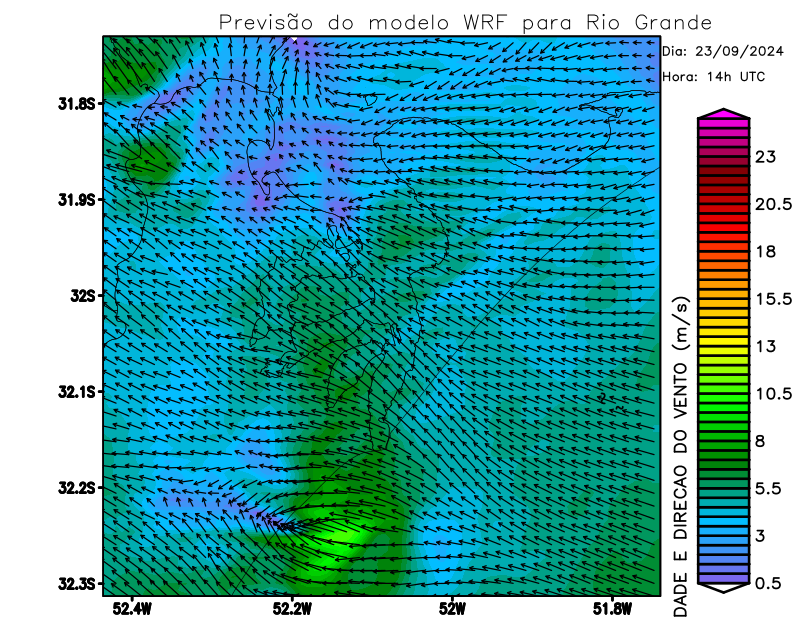 Previsão do modelo WRF para Rio Grande
Dia: 23/09/2024
Hora: 14h UTC
31.8S
31.9S
32S
32.1S
32.2S
32.3S
52.4W
52.2W
52W
51.8W
23
20.5
18
15.5
13
10.5
8
5.5
3
0.5
DADE E DIRECAO DO VENTO (m/s)